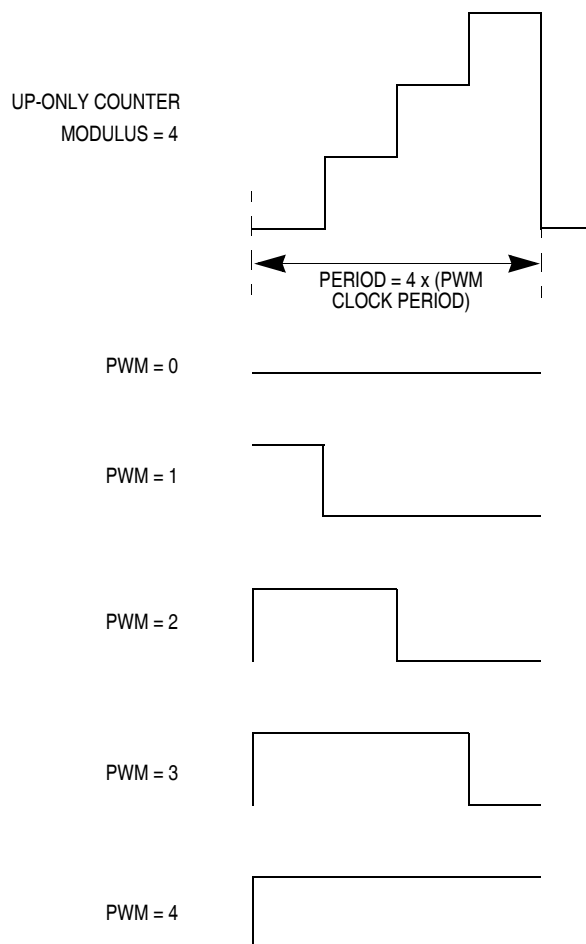 UP-ONLY COUNTER
MODULUS = 4
PERIOD = 4 x (PWM
CLOCK PERIOD)
PWM = 0
PWM = 1
PWM = 2
PWM = 3
PWM = 4